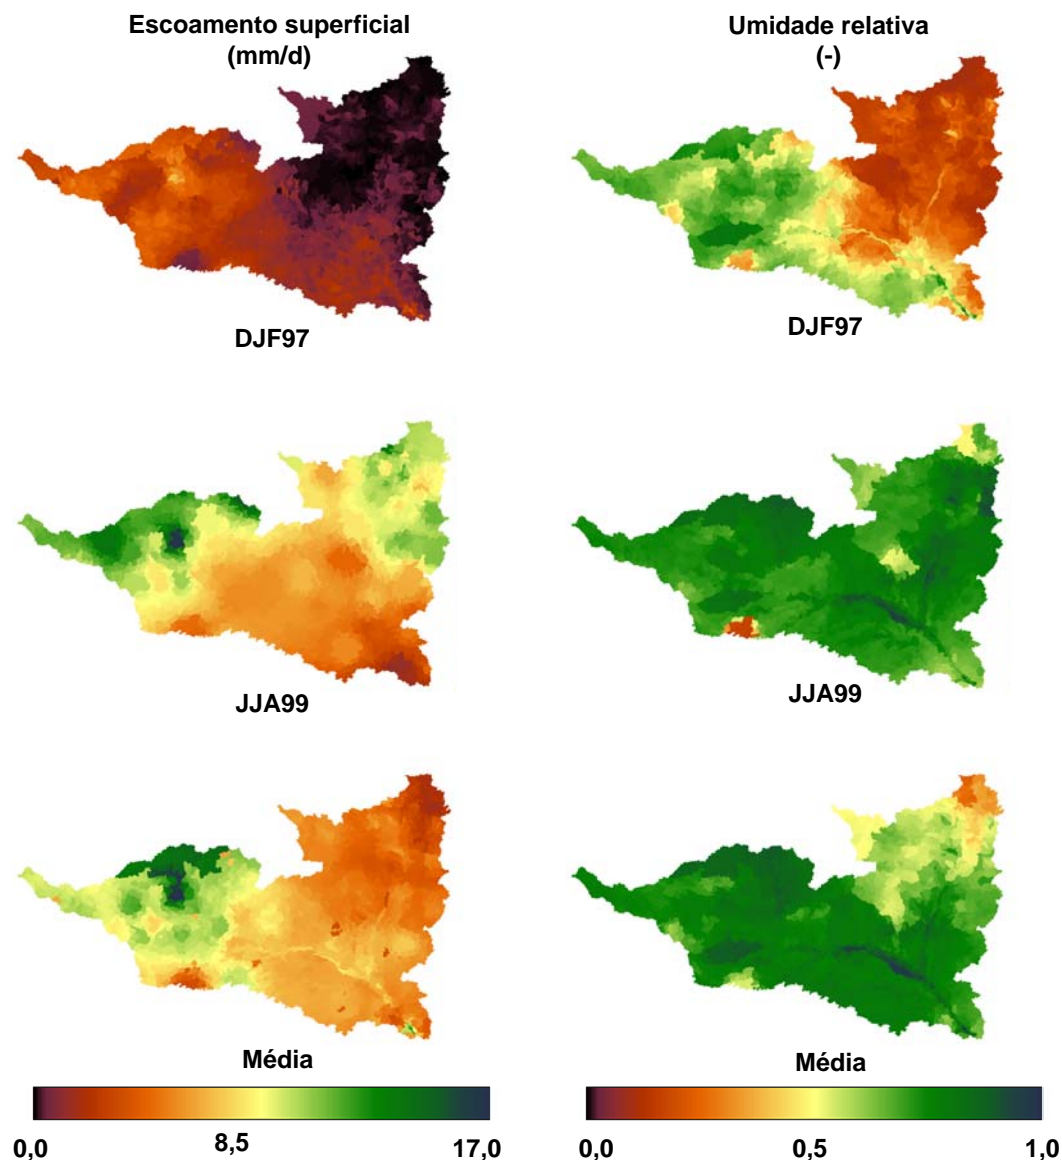 Escoamento superficial
(mm/d)
Umidade relativa
(-)
DJF97
DJF97
JJA99
JJA99
Média
Média
0,0
8,5
17,0
0,0
0,5
1,0